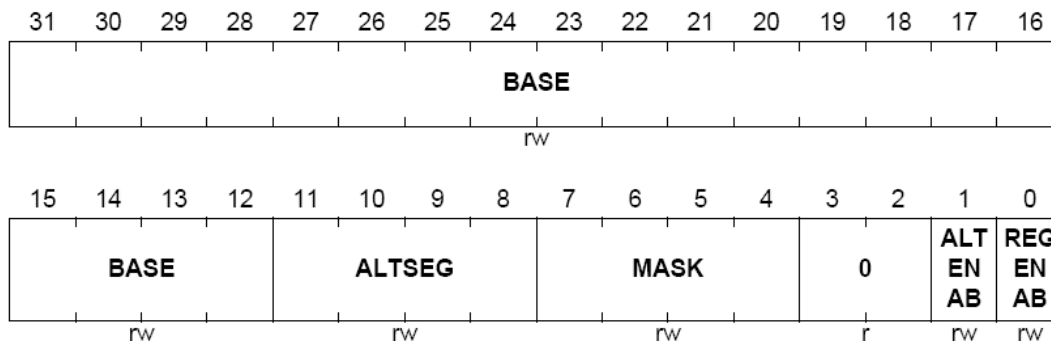 31 30 29 28 27 26 25 24 23 22 21 20 19 18 17 16
BASE
rw
15 14 13 12 11 10 9 8 7 6 5 4 3 2 1 0
BASE ALTSEG MASK 0 ALT EN AB REG EN AB
rw rw rw r rw rw